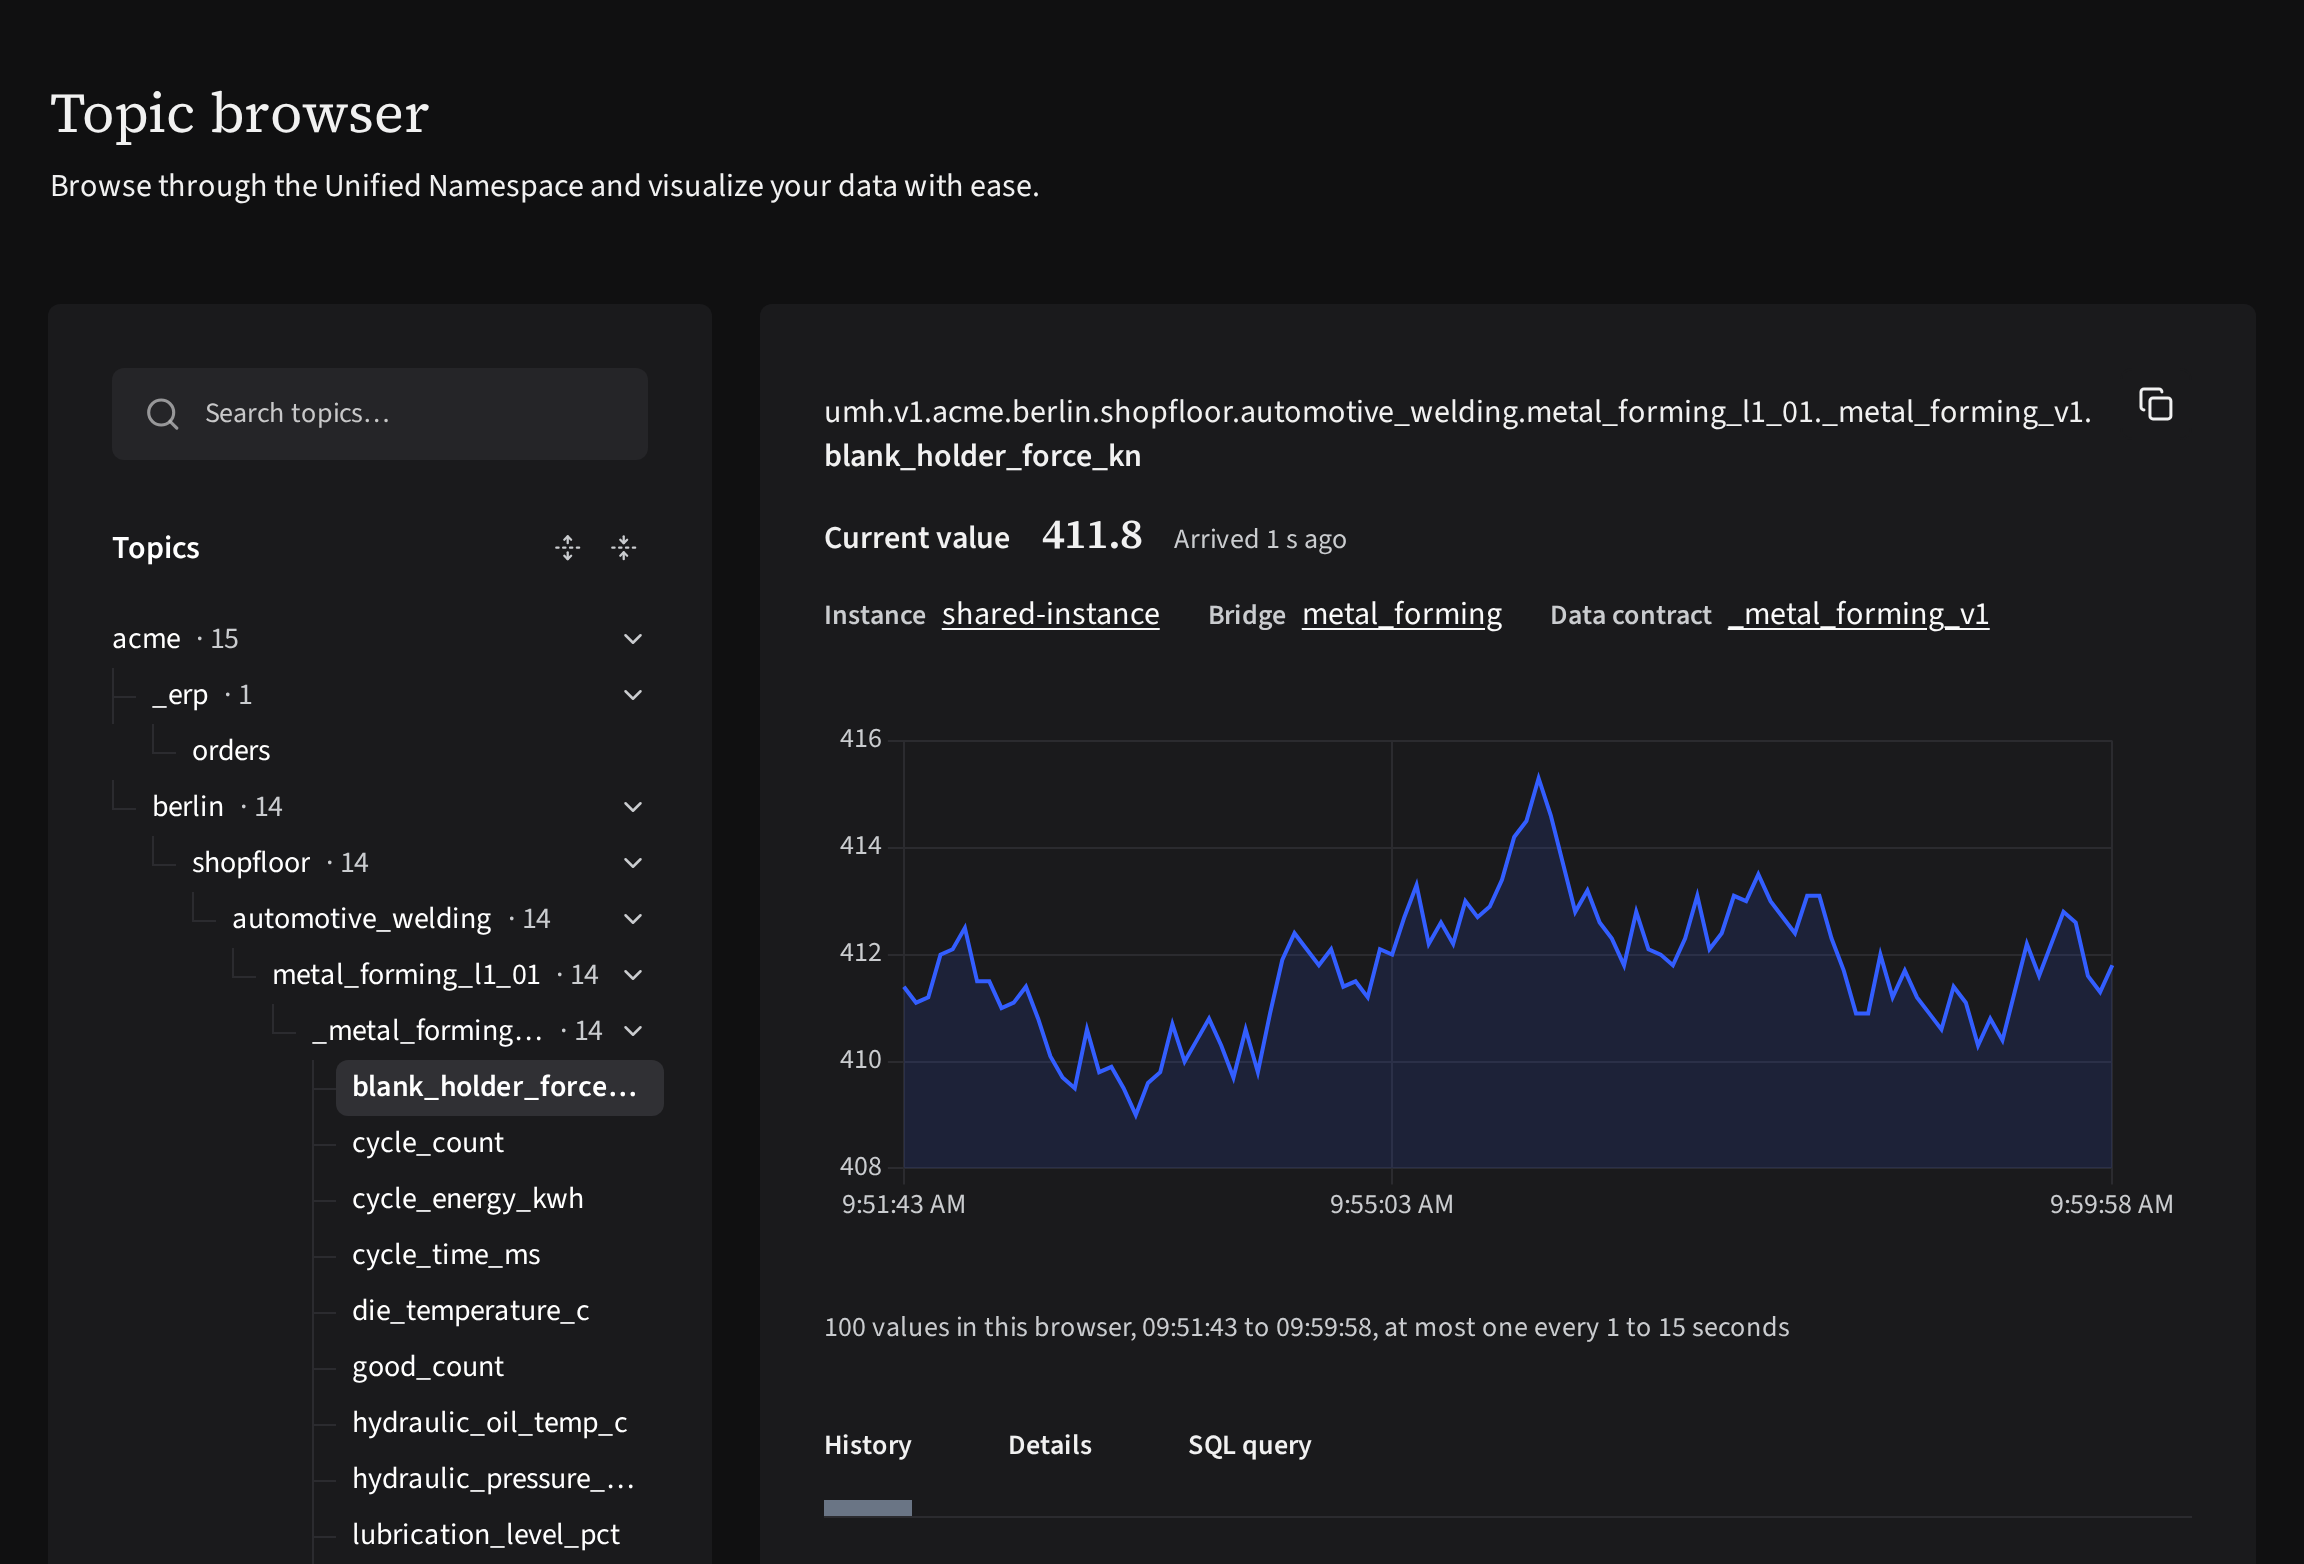 Topic browser
Browse through the Unified Namespace and visualize your data with ease.
Search topics…
Topics
acme · 15
_erp · 1
orders
berlin · 14
shopfloor · 14
automotive_welding · 14
metal_forming_l1_01 · 14
_metal_forming… · 14
blank_holder_force…
cycle_count
cycle_energy_kwh
cycle_time_ms
die_temperature_c
good_count
hydraulic_oil_temp_c
hydraulic_pressure_…
lubrication_level_pct
umh.v1.acme.berlin.shopfloor.automotive_welding.metal_forming_l1_01._metal_forming_v1.
blank_holder_force_kn
Current value 411.8 Arrived 1 s ago
Instance shared-instance Bridge metal_forming Data contract _metal_forming_v1
416
414
412
410
408
9:51:43 AM 9:55:03 AM 9:59:58 AM
100 values in this browser, 09:51:43 to 09:59:58, at most one every 1 to 15 seconds
History Details SQL query